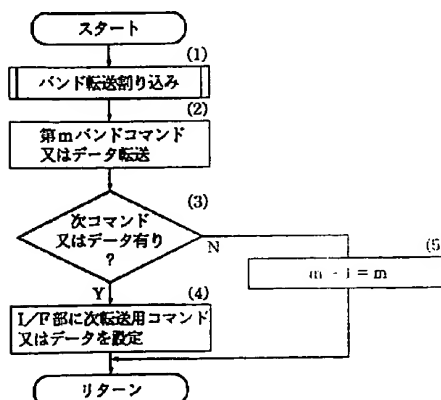 スタート
(1)
バンド転送割り込み
(2)
第mバンドコマンド
又はデータ転送
(3)
次コマンド
又はデータ有り
?
N
(5
Y
(4)
I/F部に次転送用コマンド
又はデータを設定
リターン